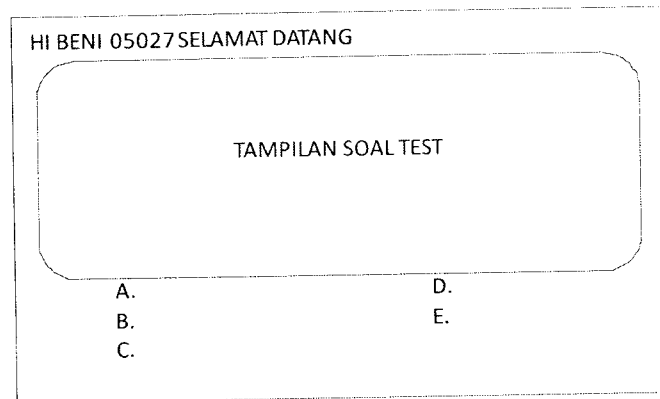 HI BENI 05027 SELAMAT DATANG
TAMPILAN SOAL TEST
A.
B.
C.
D.
E.